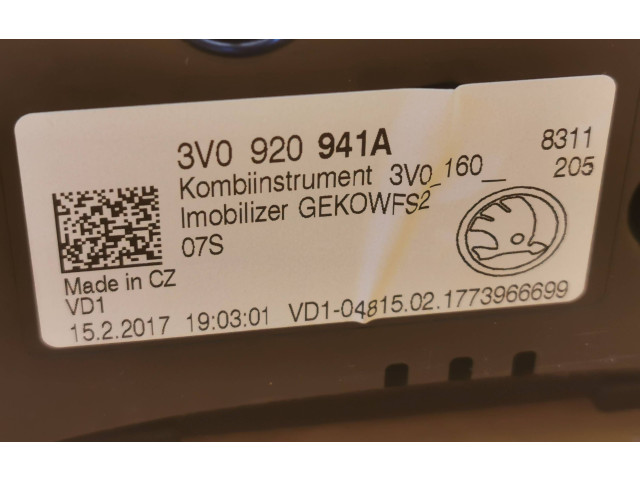 3V0 920 941A 8311
Kombiinstrument 3V0_160__ 205
Imobilizer GEKOWFS2
07S
Made in CZ
VD1
15.2.2017 19:03:01 VD1-04815.02.1773966699